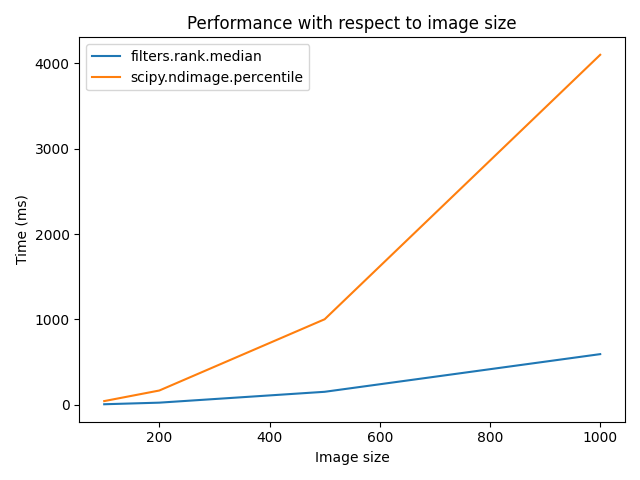 Performance with respect to image size
filters.rank.median
scipy.ndimage.percentile
Time (ms)
4000
3000
2000
1000
0
200 400 600 800 1000
Image size